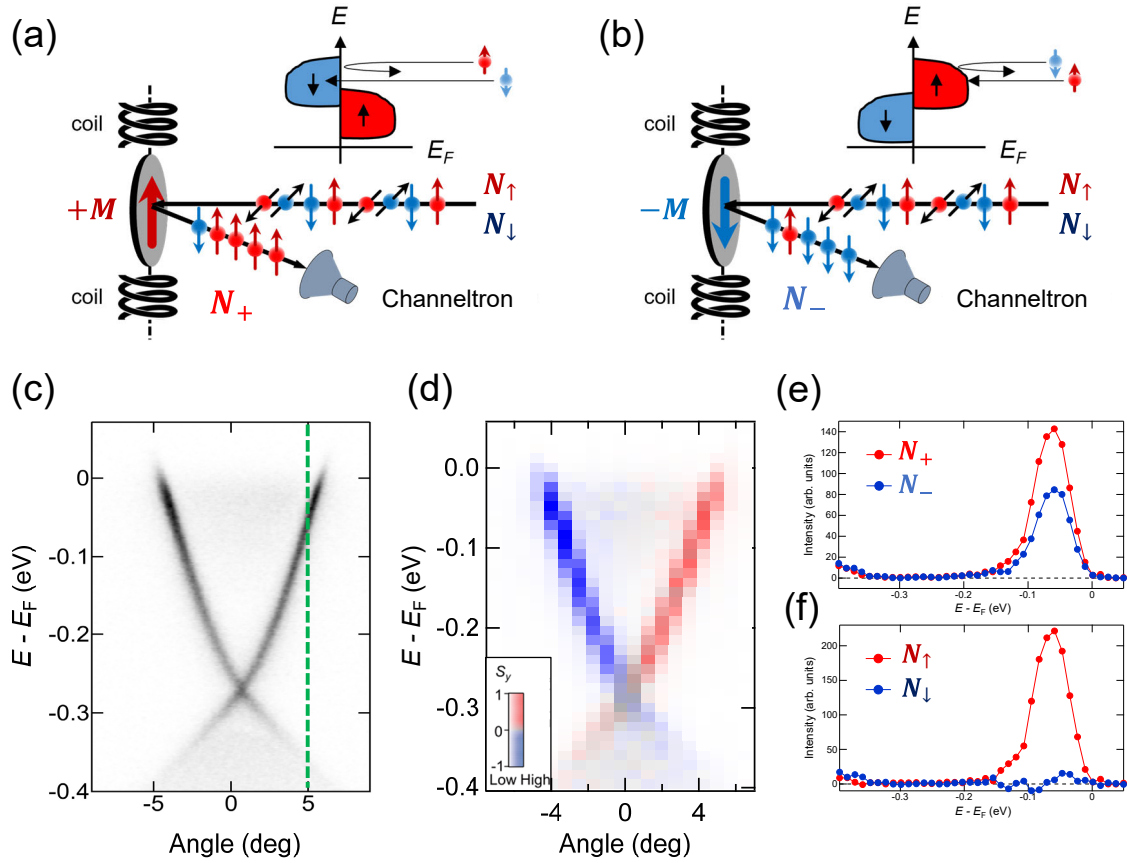 (a)
E
coil
E_F
+M
N↑
N↓
coil
N+
Channeltron
(b)
E
coil
E_F
−M
N↑
N↓
coil
N−
Channeltron
(c)
E - E_F (eV)
0
-0.1
-0.2
-0.3
-0.4
-5 0 5
Angle (deg)
(d)
E - E_F (eV)
0.0
-0.1
-0.2
-0.3
-0.4
S_y
1
0
-1
Low High
-4 0 4
Angle (deg)
(e)
Intensity (arb. units)
140
120
100
80
60
40
20
0
N+
N−
-0.3 -0.2 -0.1 0
E - E_F (eV)
(f)
Intensity (arb. units)
200
150
100
50
0
N↑
N↓
-0.3 -0.2 -0.1 0
E - E_F (eV)